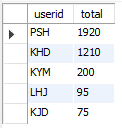 userid total
PSH 1920
KHD 1210
KYM 200
LHJ 95
KJD 75